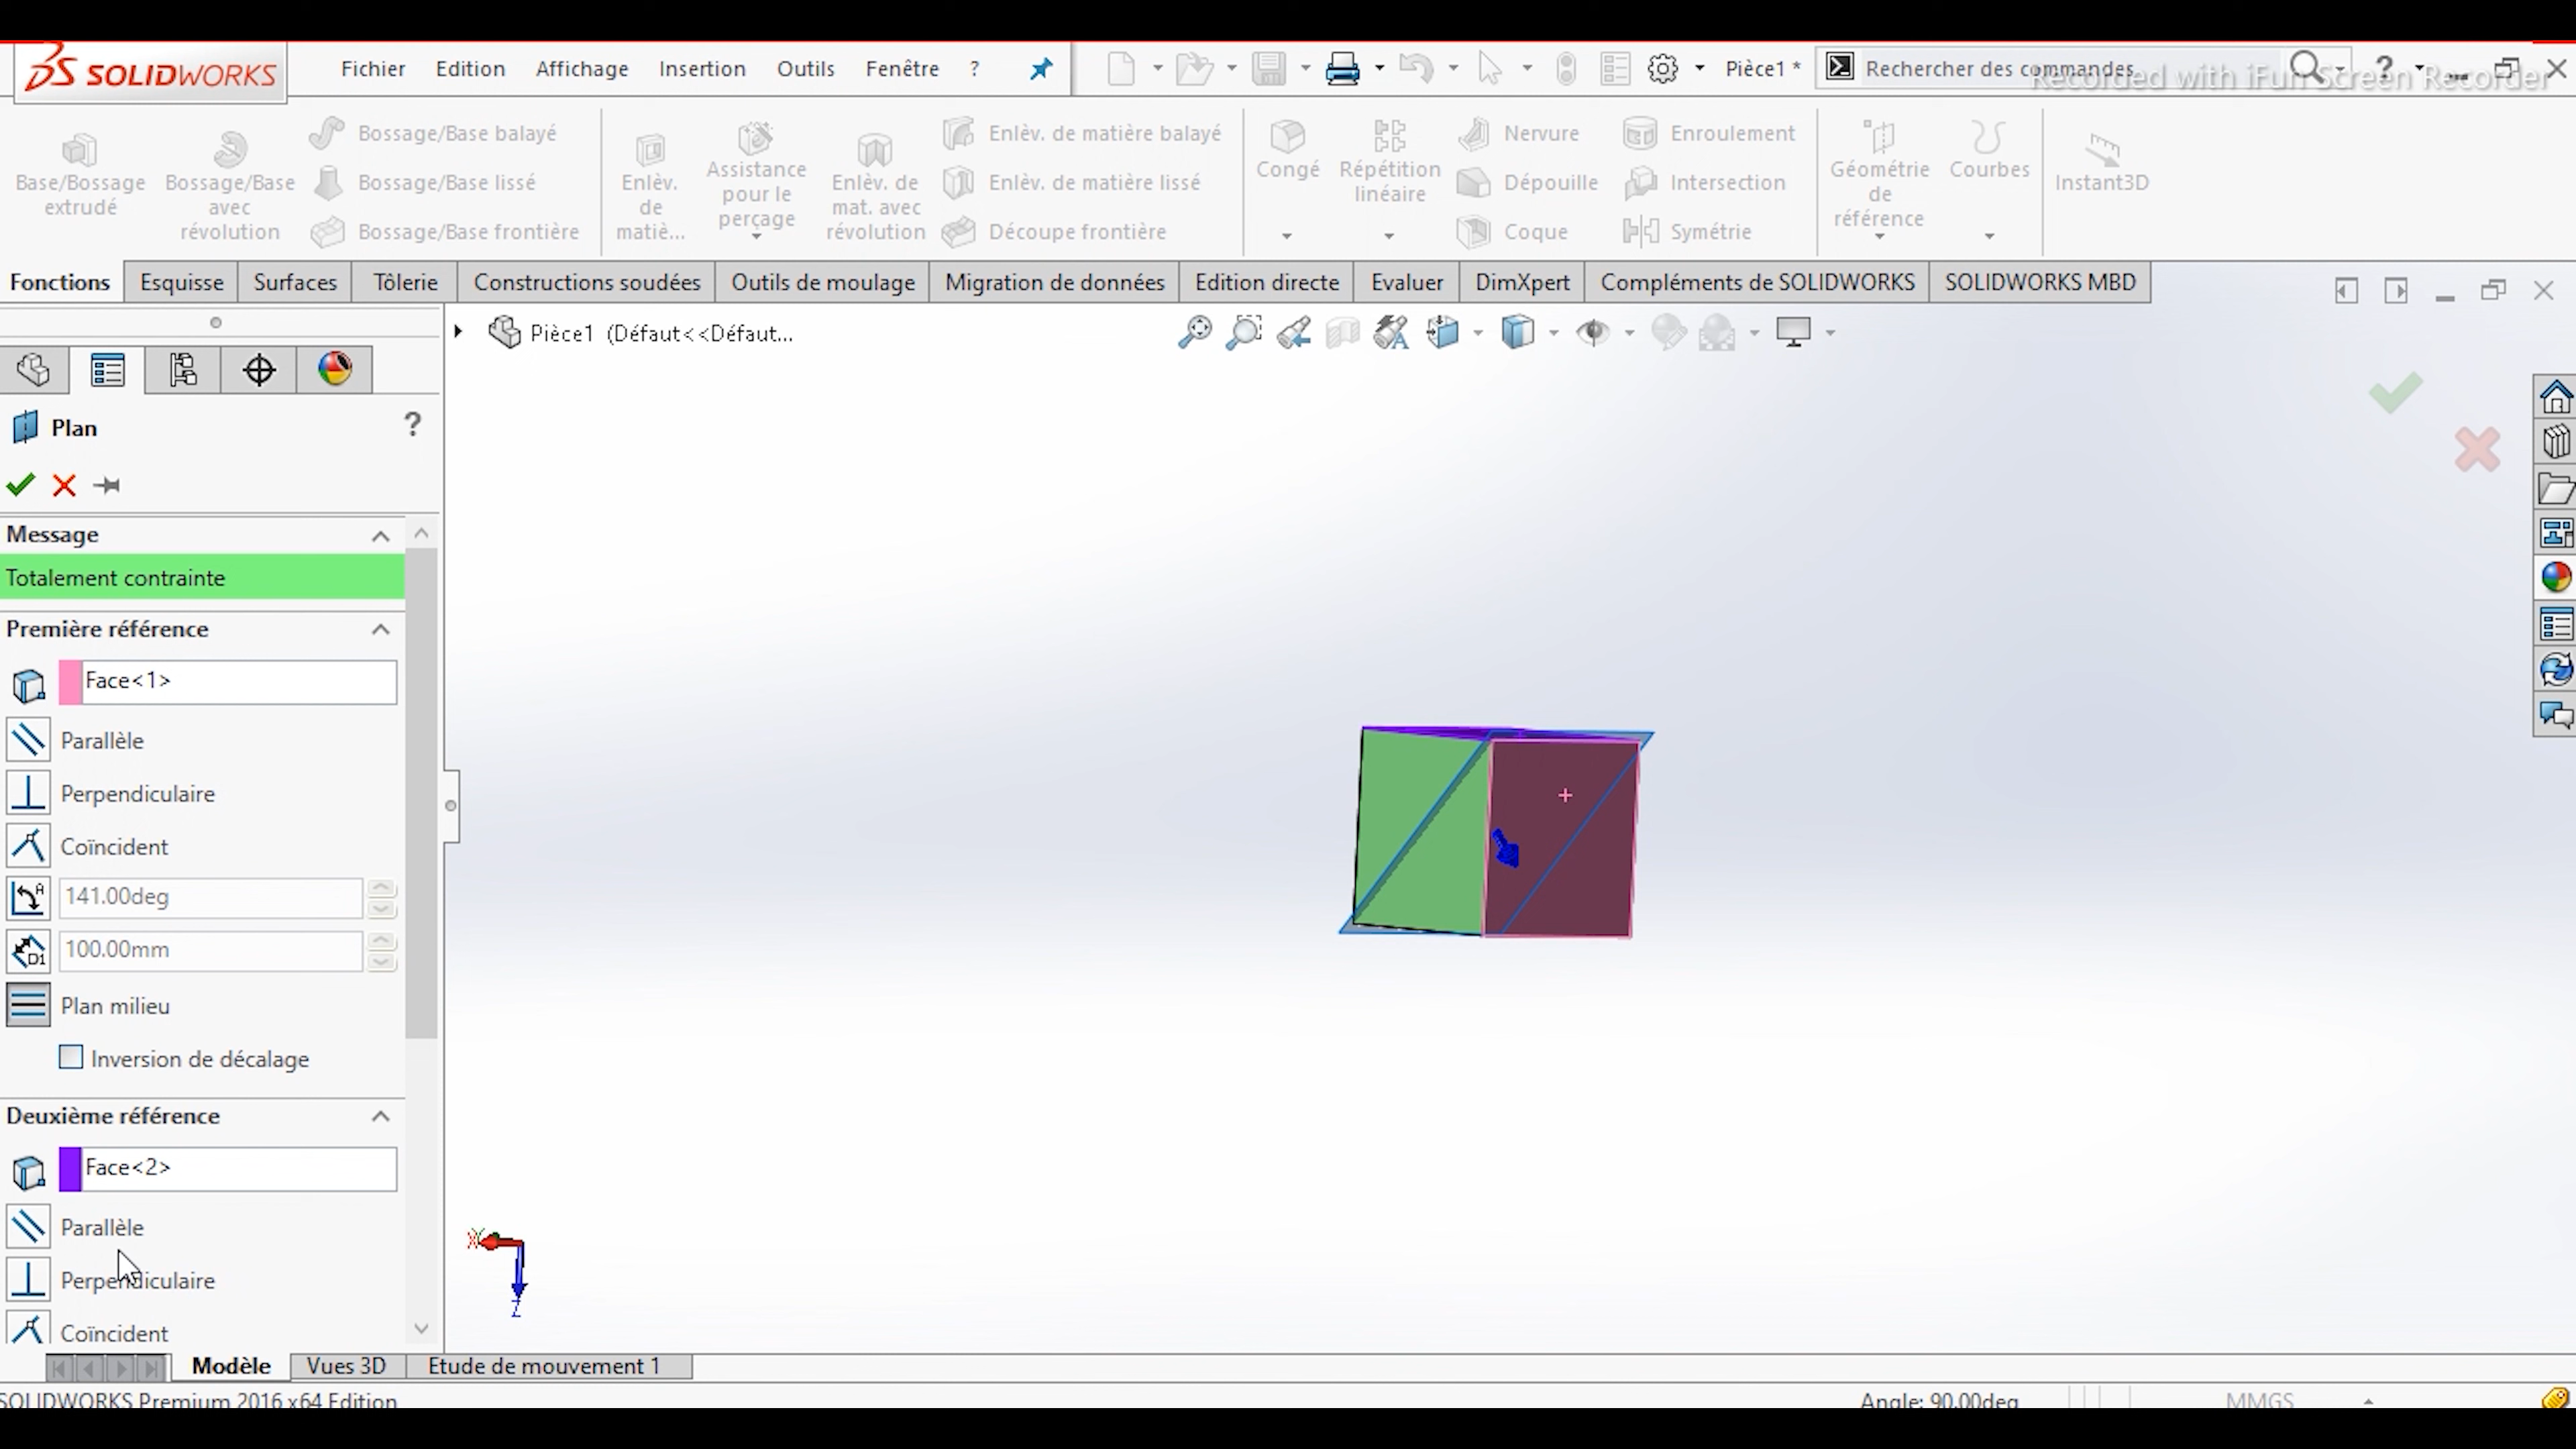 SOLIDWORKS
Fichier Edition Affichage Insertion Outils Fenêtre ?
Pièce1 *
Rechercher des commandes
Recorded with iFun Screen Recorder
Base/Bossage
extrudé
Bossage/Base
avec
révolution
Bossage/Base balayé
Bossage/Base lissé
Bossage/Base frontière
Enlèv.
de
matiè...
Assistance
pour le
perçage
Enlèv. de
mat. avec
révolution
Enlèv. de matière balayé
Enlèv. de matière lissé
Découpe frontière
Congé
Répétition
linéaire
Nervure
Dépouille
Coque
Enroulement
Intersection
Symétrie
Géométrie
de
référence
Courbes
Instant3D
Fonctions Esquisse Surfaces Tôlerie Constructions soudées Outils de moulage Migration de données Edition directe Evaluer DimXpert Compléments de SOLIDWORKS SOLIDWORKS MBD
Pièce1 (Défaut<<Défaut...
Plan ?
Message
Totalement contrainte
Première référence
Face<1>
Parallèle
Perpendiculaire
Coïncident
141.00deg
100.00mm
Plan milieu
Inversion de décalage
Deuxième référence
Face<2>
Parallèle
Perpendiculaire
Coïncident
X
Z
Modèle Vues 3D Etude de mouvement 1
SOLIDWORKS Premium 2016 x64 Edition
Angle: 90.00deg
MMGS